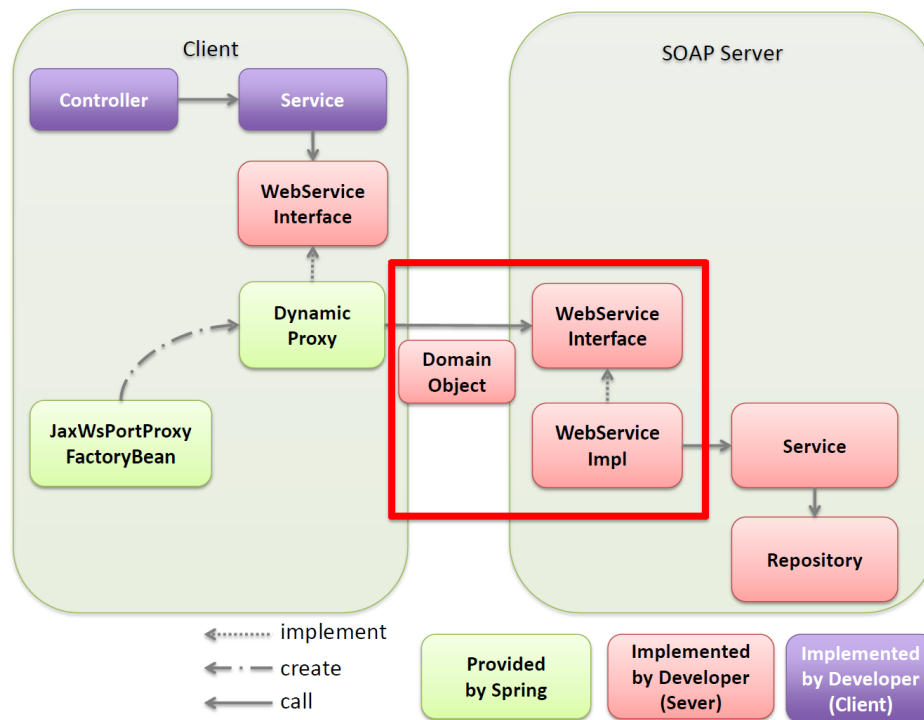 Client
SOAP Server
Controller
Service
WebService
Interface
Dynamic
Proxy
WebService
Interface
Domain
Object
JaxWsPortProxy
FactoryBean
WebService
Impl
Service
Repository
implement
create
call
Provided
by Spring
Implemented
by Developer
(Sever)
Implemented
by Developer
(Client)